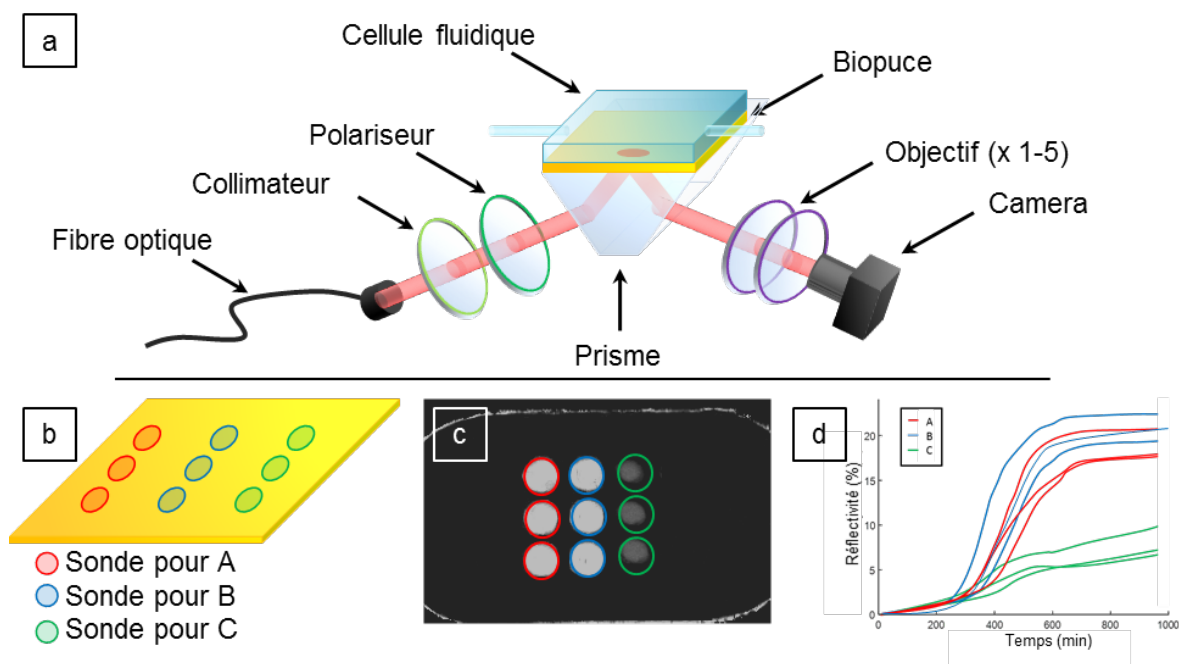 a
Cellule fluidique
Biopuce
Polariseur
Objectif (x 1-5)
Collimateur
Camera
Fibre optique
Prisme
b
Sonde pour A
Sonde pour B
Sonde pour C
c
d
A
B
C
Réflectivité (%)
20
15
10
5
0
0 200 400 600 800 1000
Temps (min)